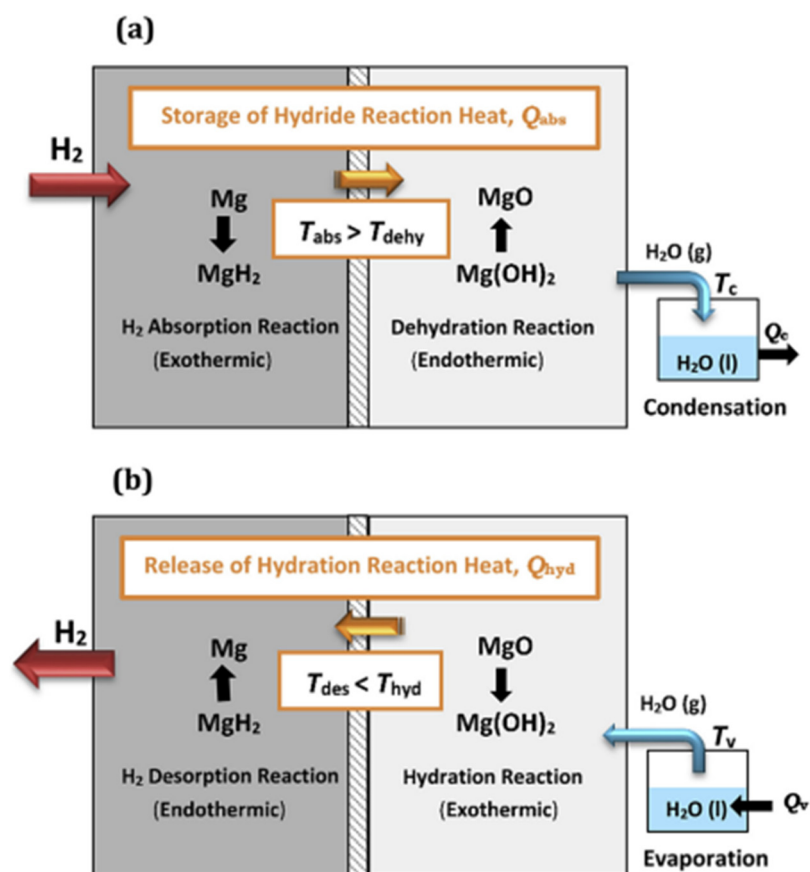 (a)
Storage of Hydride Reaction Heat, Qabs
H₂
Mg
MgO
Tabs > Tdehy
MgH₂
Mg(OH)₂
H₂O (g)
Tc
H₂ Absorption Reaction
(Exothermic)
Dehydration Reaction
(Endothermic)
Qc
H₂O (l)
Condensation
(b)
Release of Hydration Reaction Heat, Qhyd
H₂
Mg
MgO
Tdes < Thyd
MgH₂
Mg(OH)₂
H₂O (g)
Tv
H₂ Desorption Reaction
(Endothermic)
Hydration Reaction
(Exothermic)
H₂O (l)
Qv
Evaporation